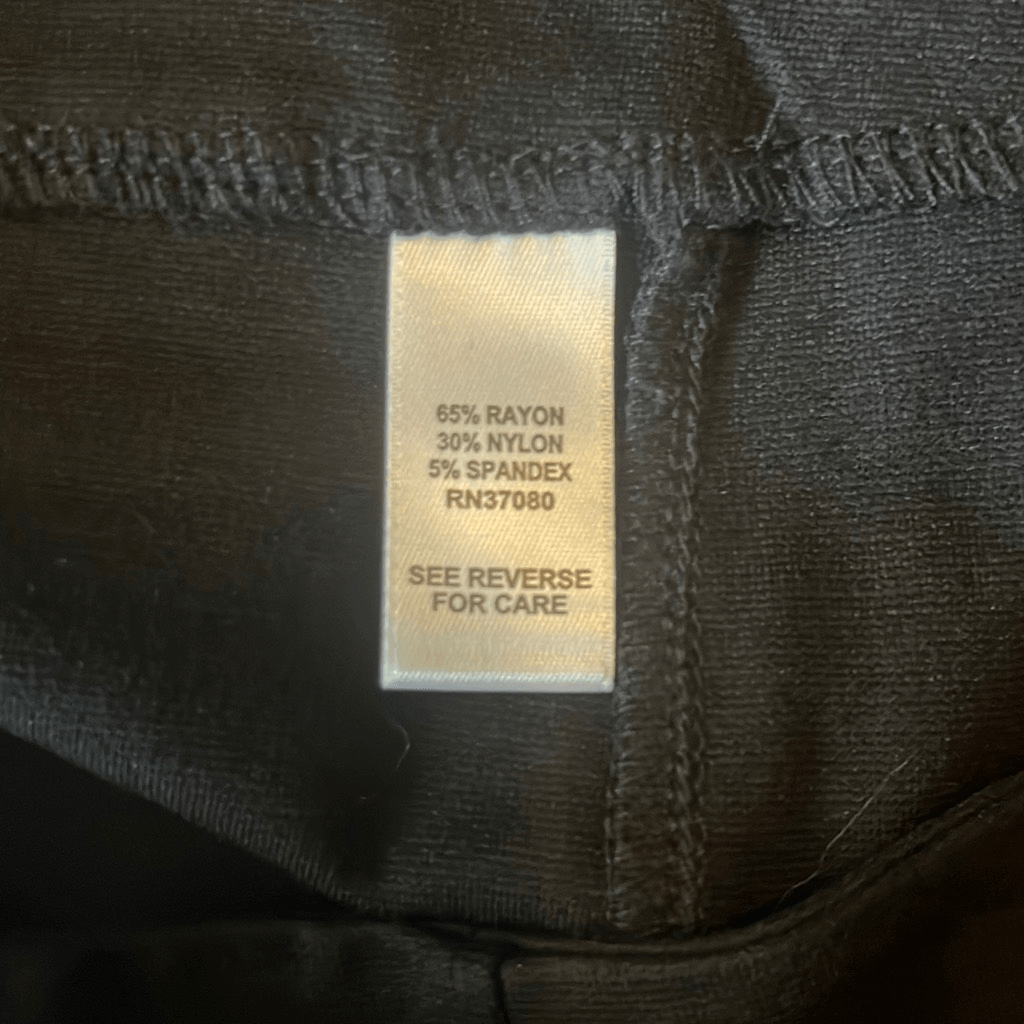 65% RAYON
30% NYLON
5% SPANDEX
RN37080
SEE REVERSE
FOR CARE